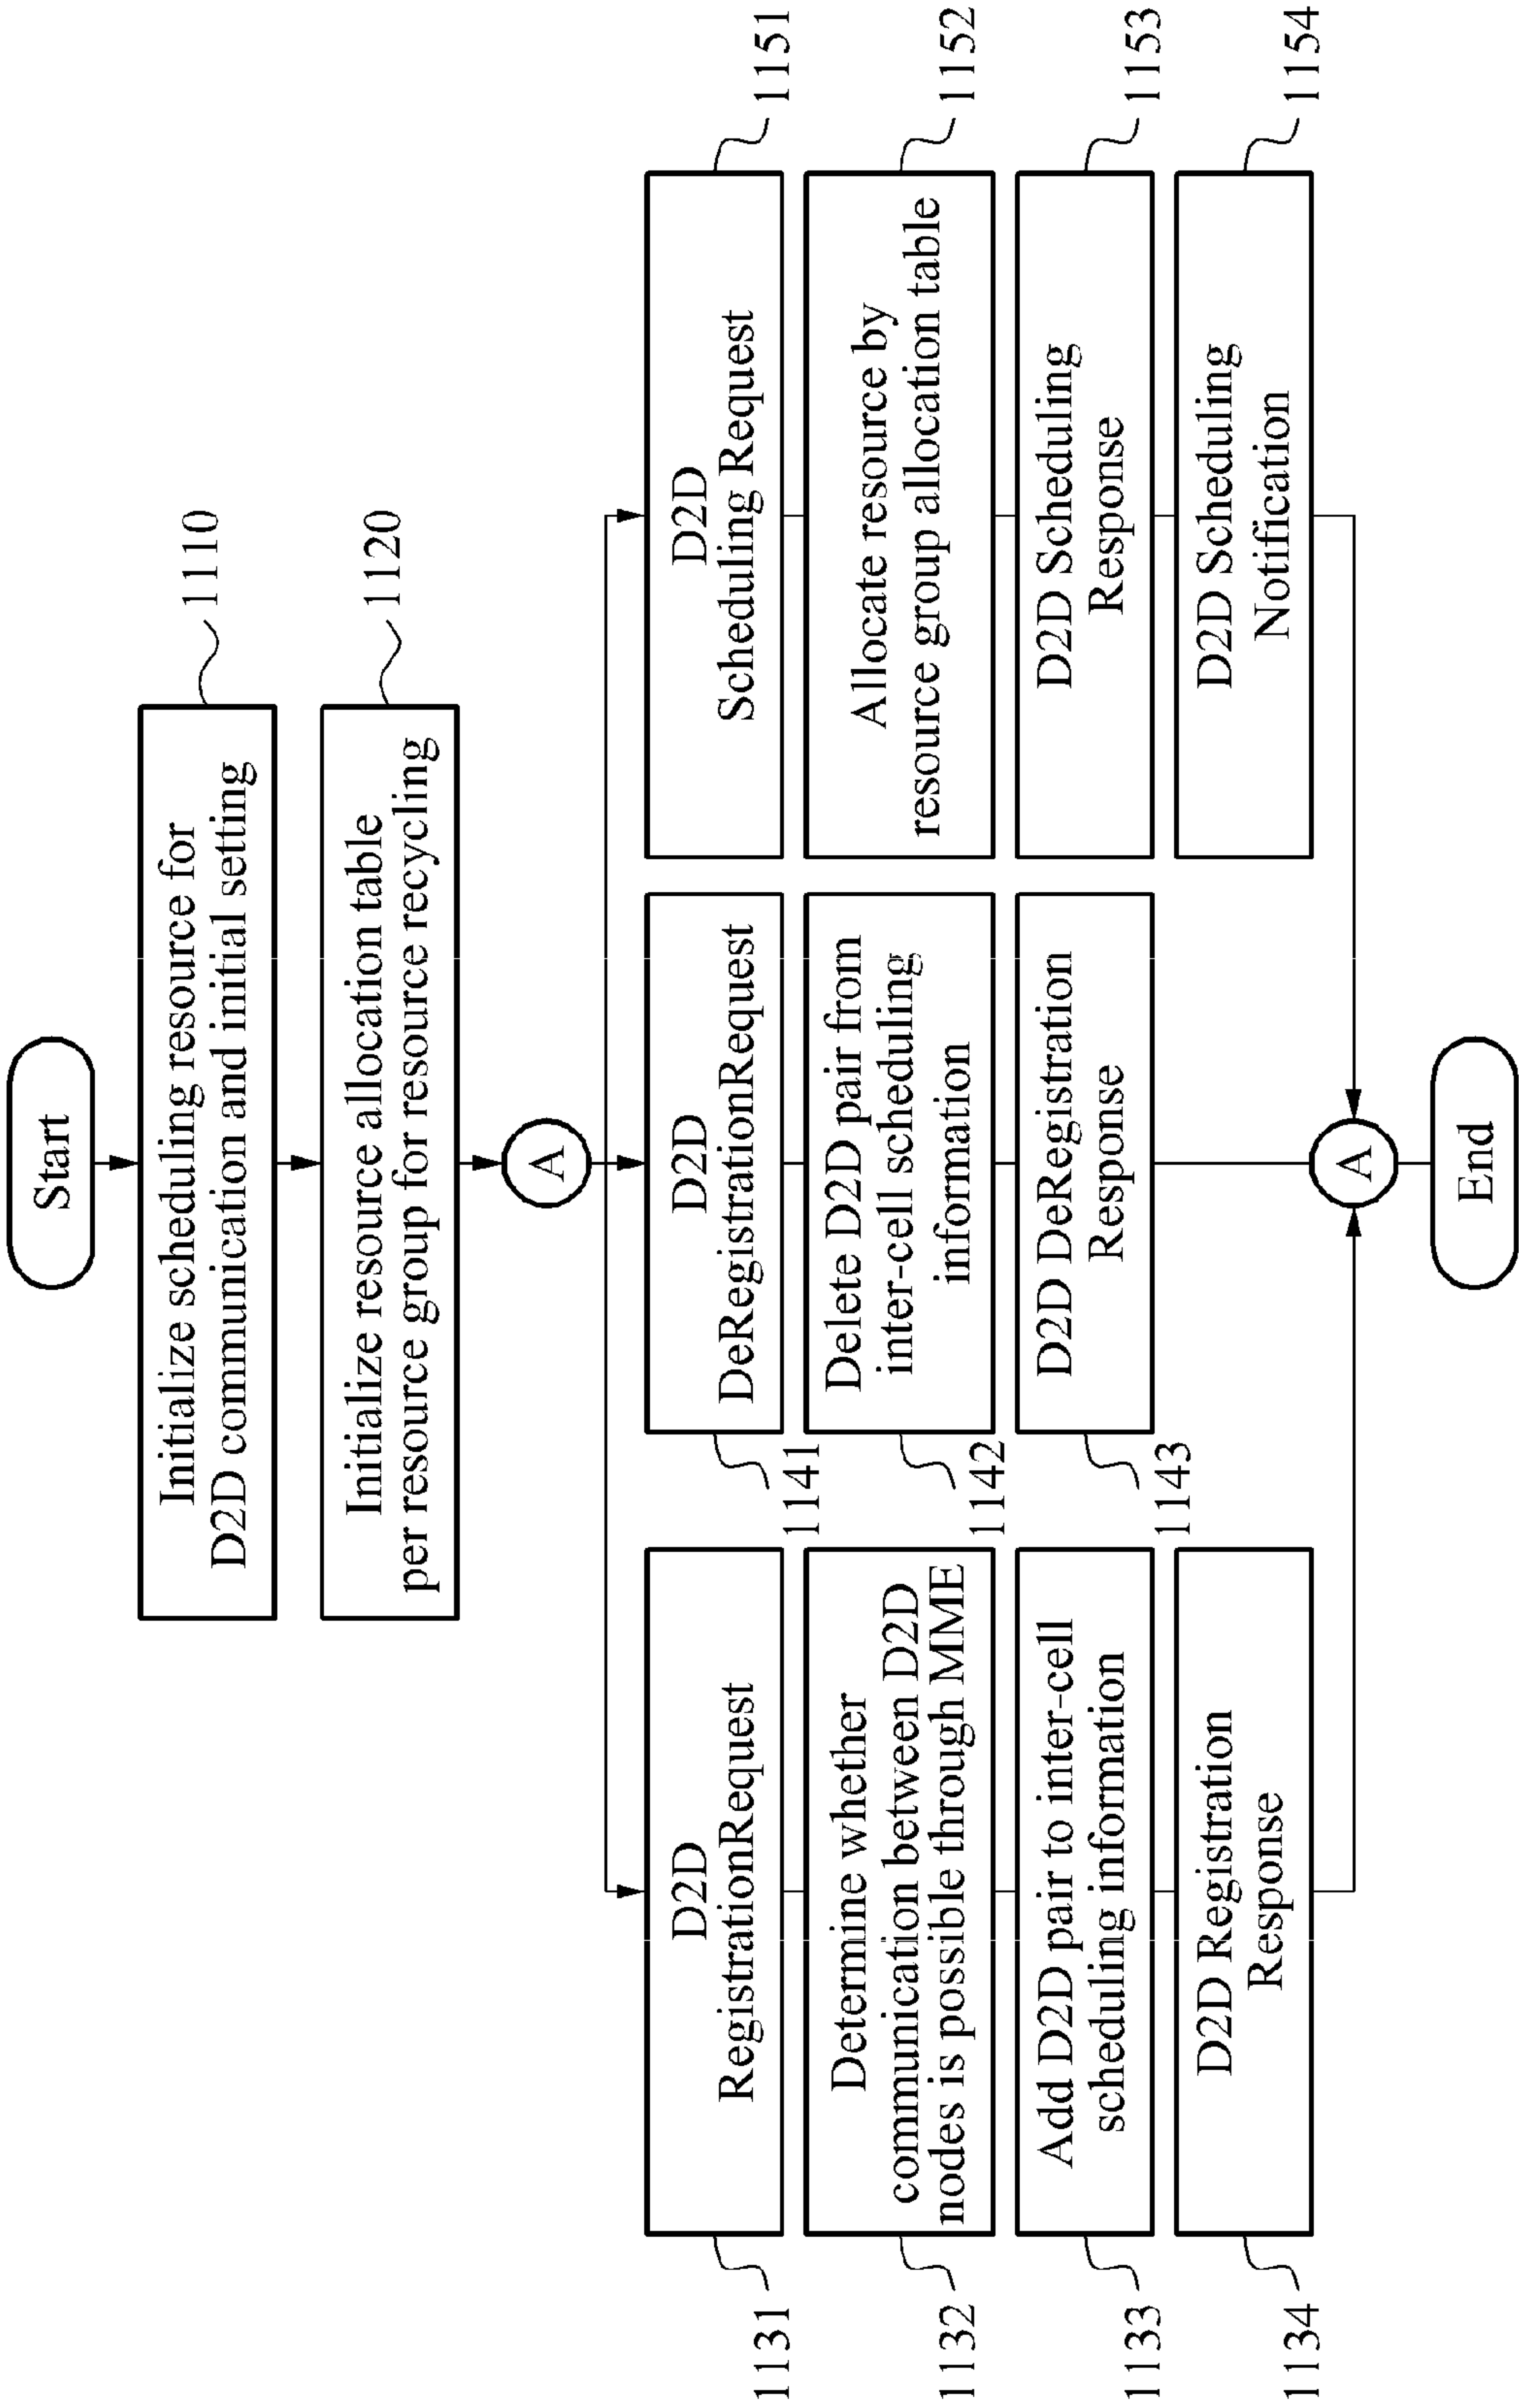 Start
Initialize scheduling resource for
D2D communication and initial setting
1110
Initialize resource allocation table
per resource group for resource recycling
1120
A
D2D
RegistrationRequest
1131
Determine whether
communication between D2D
nodes is possible through MME
1132
Add D2D pair to inter-cell
scheduling information
1133
D2D Registration
Response
1134
D2D
DeRegistrationRequest
1141
Delete D2D pair from
inter-cell scheduling
information
1142
D2D DeRegistration
Response
1143
D2D
Scheduling Request
1151
Allocate resource by
resource group allocation table
1152
D2D Scheduling
Response
1153
D2D Scheduling
Notification
1154
A
End